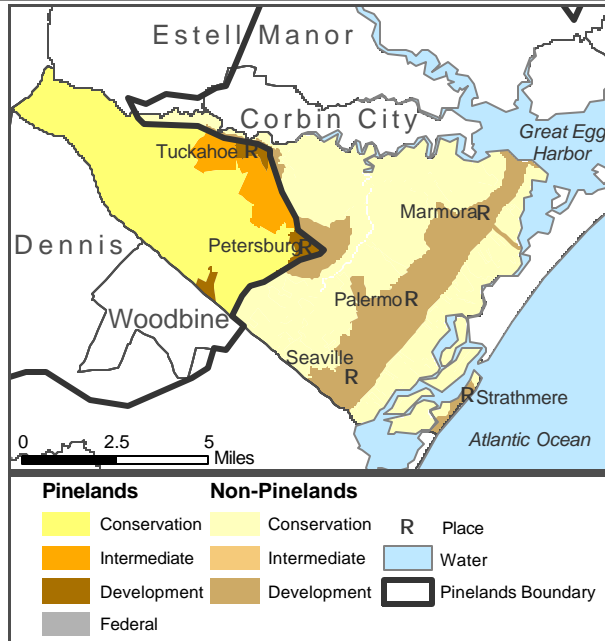 Estell Manor
Corbin City
Great Egg
Harbor
Tuckahoe R
Marmora R
Dennis
Petersburg R
Palermo R
Woodbine
Seaville
R
R Strathmere
0 2.5 5
Miles
Atlantic Ocean
Pinelands Non-Pinelands
Conservation Conservation R Place
Intermediate Intermediate Water
Development Development Pinelands Boundary
Federal